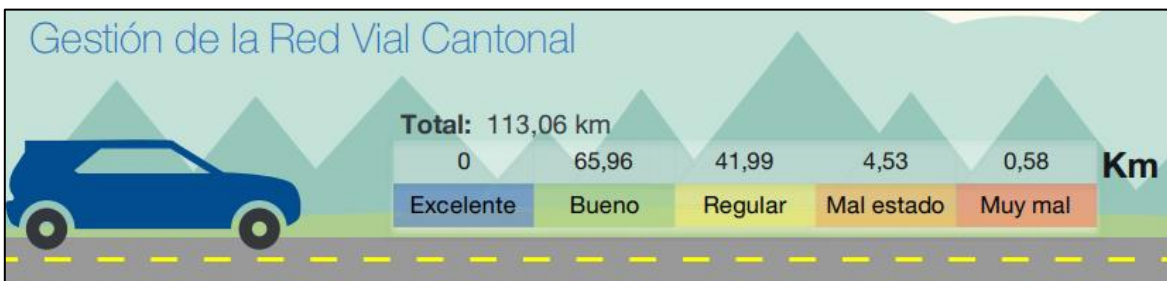 Gestión de la Red Vial Cantonal
Total: 113,06 km
0 65,96 41,99 4,53 0,58 Km
Excelente Bueno Regular Mal estado Muy mal